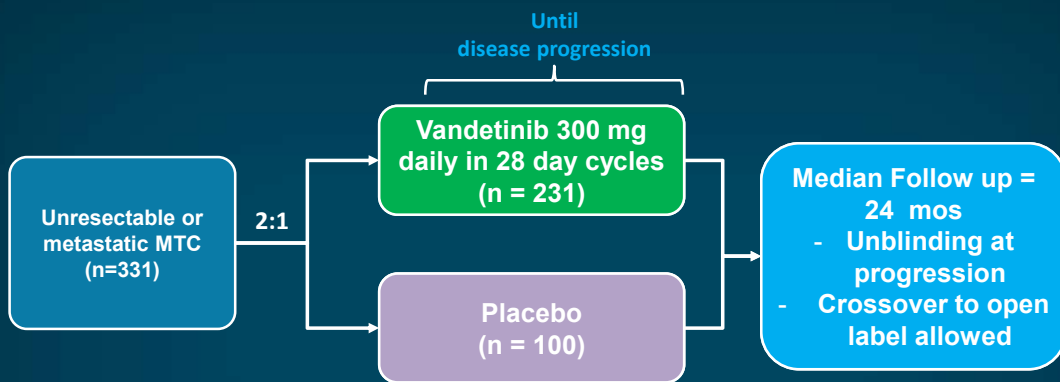 Until
disease progression
Vandetinib 300 mg
daily in 28 day cycles
(n = 231)
Unresectable or
metastatic MTC
(n=331)
2:1
Placebo
(n = 100)
Median Follow up =
24 mos
- Unblinding at
progression
- Crossover to open
label allowed